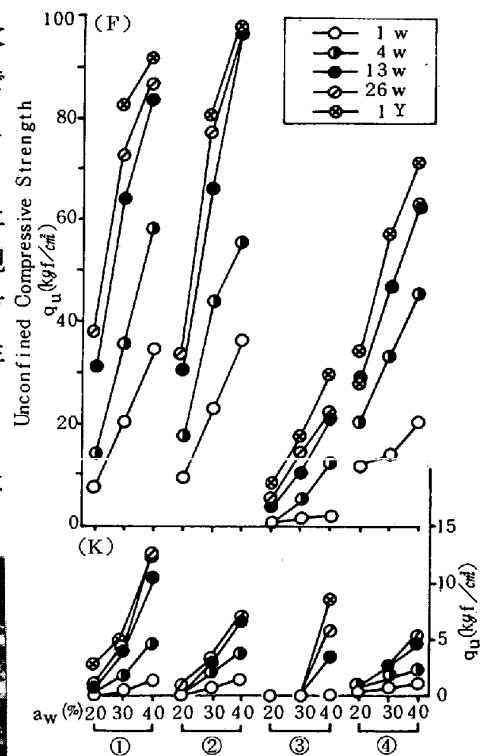 100
(F)
80
60
40
20
0
Unconfined Compressive Strength
qu(kgf/cm²)
1 w
4 w
13 w
26 w
1 Y
(K)
15
10
5
0
qu(kgf/cm²)
aw(%) 20 30 40 20 30 40 20 30 40 20 30 40
① ② ③ ④